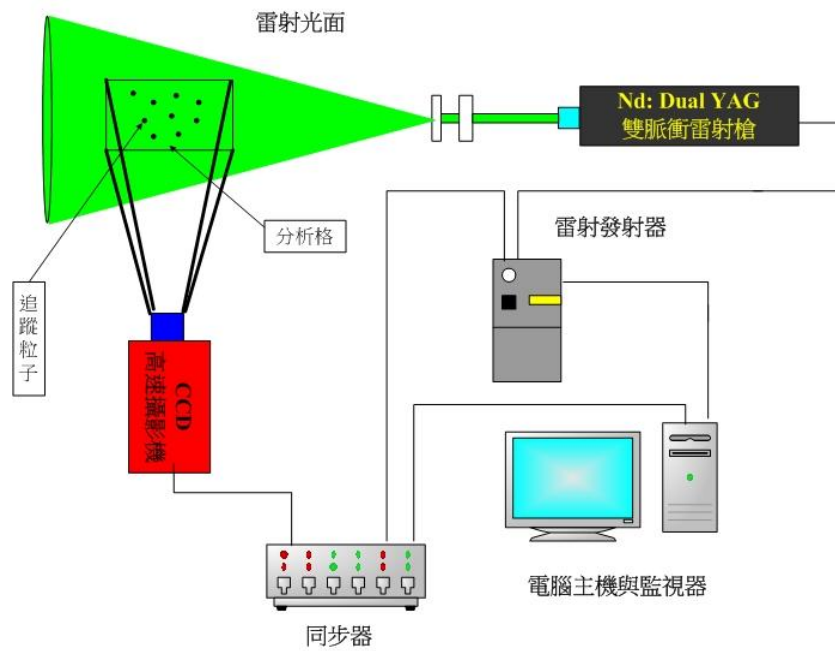 雷射光面
Nd: Dual YAG
雙脈衝雷射槍
分析格
雷射發射器
追蹤粒子
CCD
高速攝影機
電腦主機與監視器
同步器